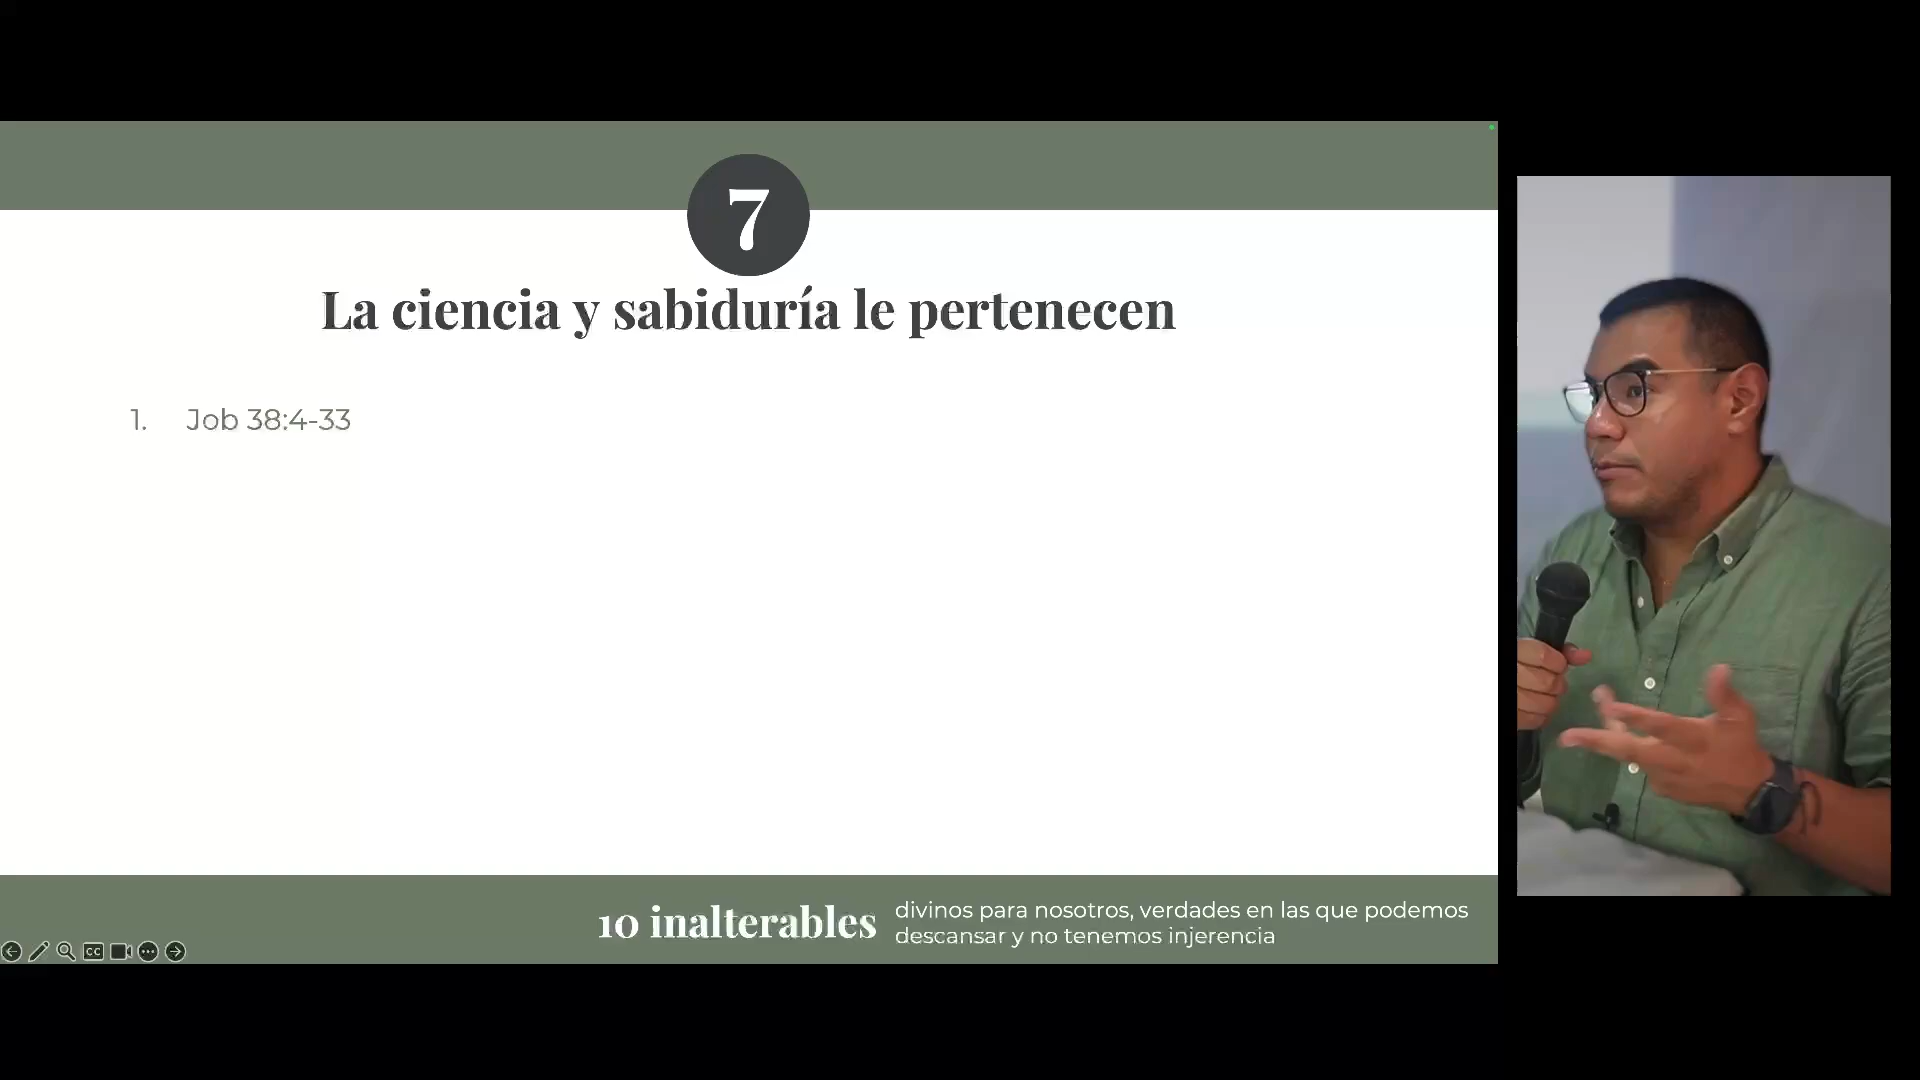 7
La ciencia y sabiduría le pertenecen
1. Job 38:4-33
10 inalterables
divinos para nosotros, verdades en las que podemos
descansar y no tenemos injerencia
CC